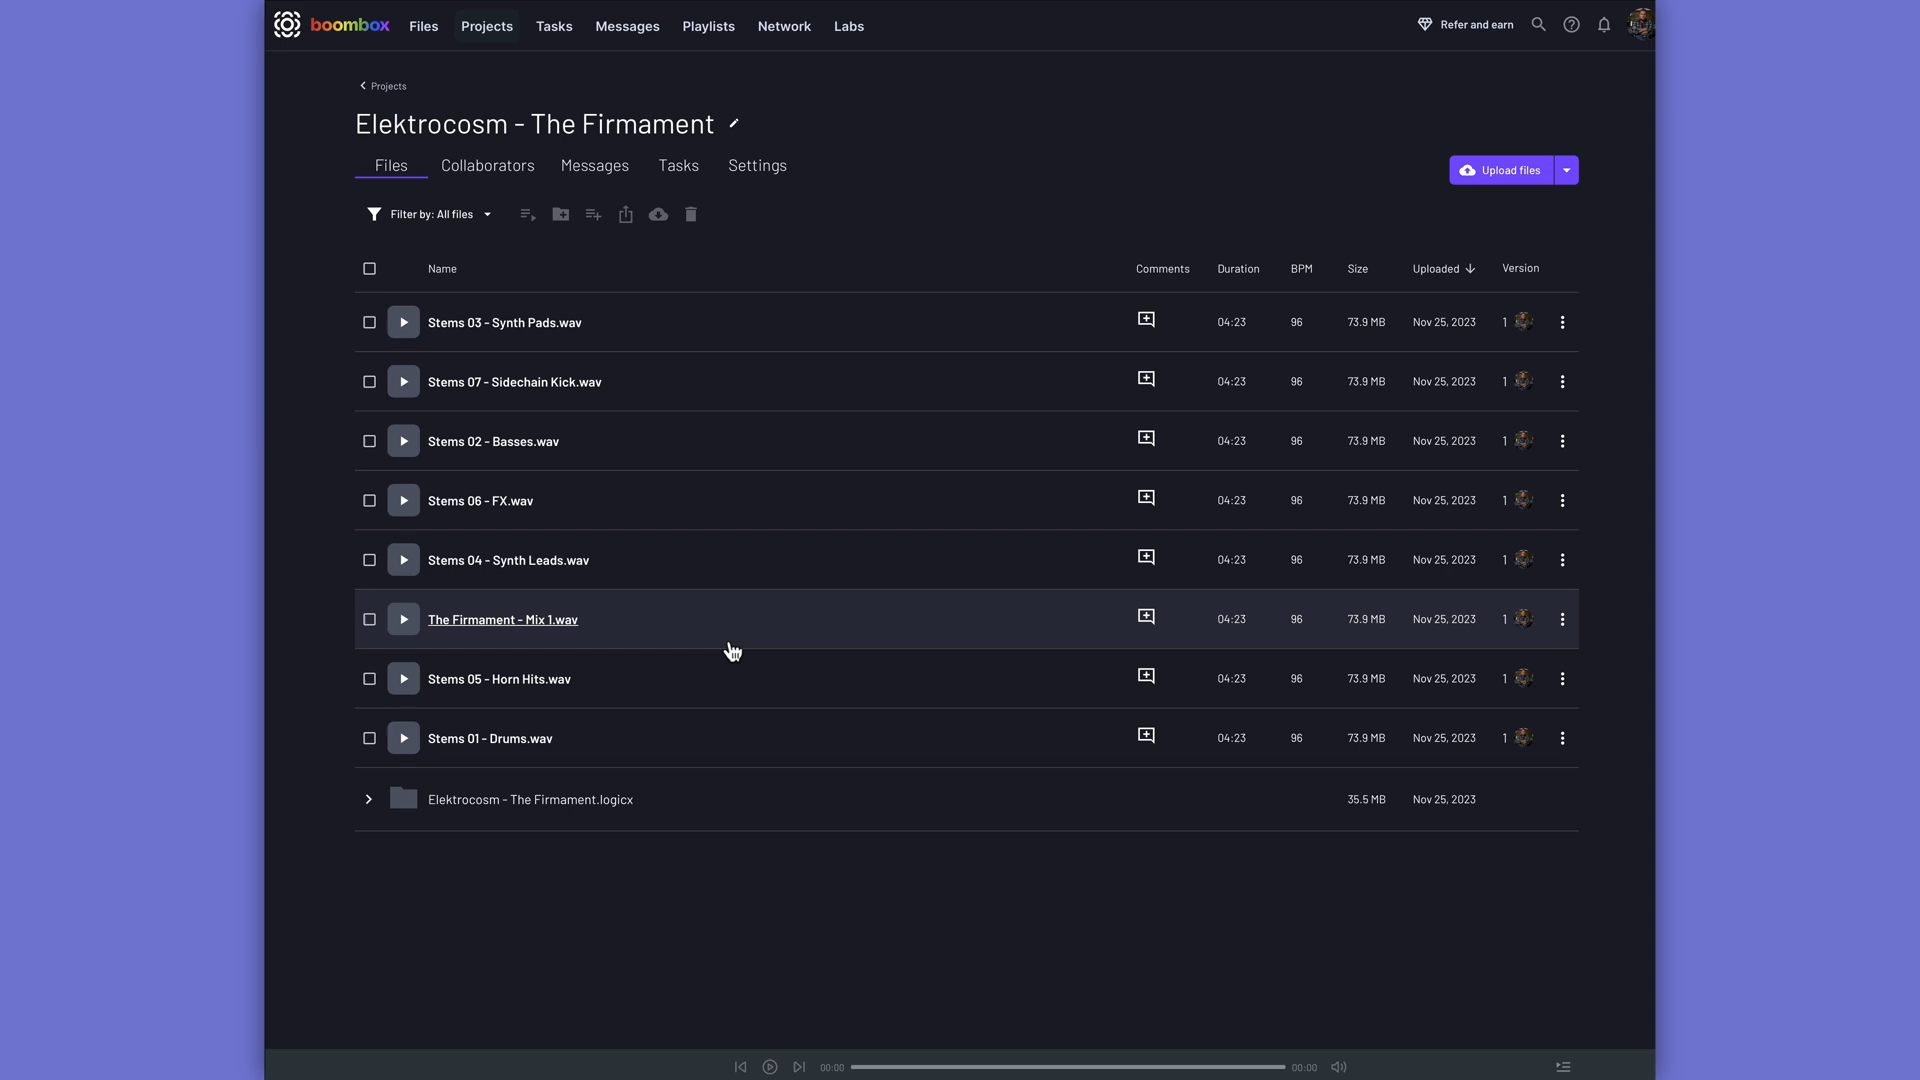 boombox Files Projects Tasks Messages Playlists Network Labs Refer and earn
Projects
Elektrocosm - The Firmament
Files Collaborators Messages Tasks Settings
Upload files
Filter by: All files
Name Comments Duration BPM Size Uploaded Version
Stems 03 - Synth Pads.wav 04:23 96 73.9 MB Nov 25, 2023 1
Stems 07 - Sidechain Kick.wav 04:23 96 73.9 MB Nov 25, 2023 1
Stems 02 - Basses.wav 04:23 96 73.9 MB Nov 25, 2023 1
Stems 06 - FX.wav 04:23 96 73.9 MB Nov 25, 2023 1
Stems 04 - Synth Leads.wav 04:23 96 73.9 MB Nov 25, 2023 1
The Firmament - Mix 1.wav 04:23 96 73.9 MB Nov 25, 2023 1
Stems 05 - Horn Hits.wav 04:23 96 73.9 MB Nov 25, 2023 1
Stems 01 - Drums.wav 04:23 96 73.9 MB Nov 25, 2023 1
Elektrocosm - The Firmament.logicx 35.5 MB Nov 25, 2023
00:00 00:00